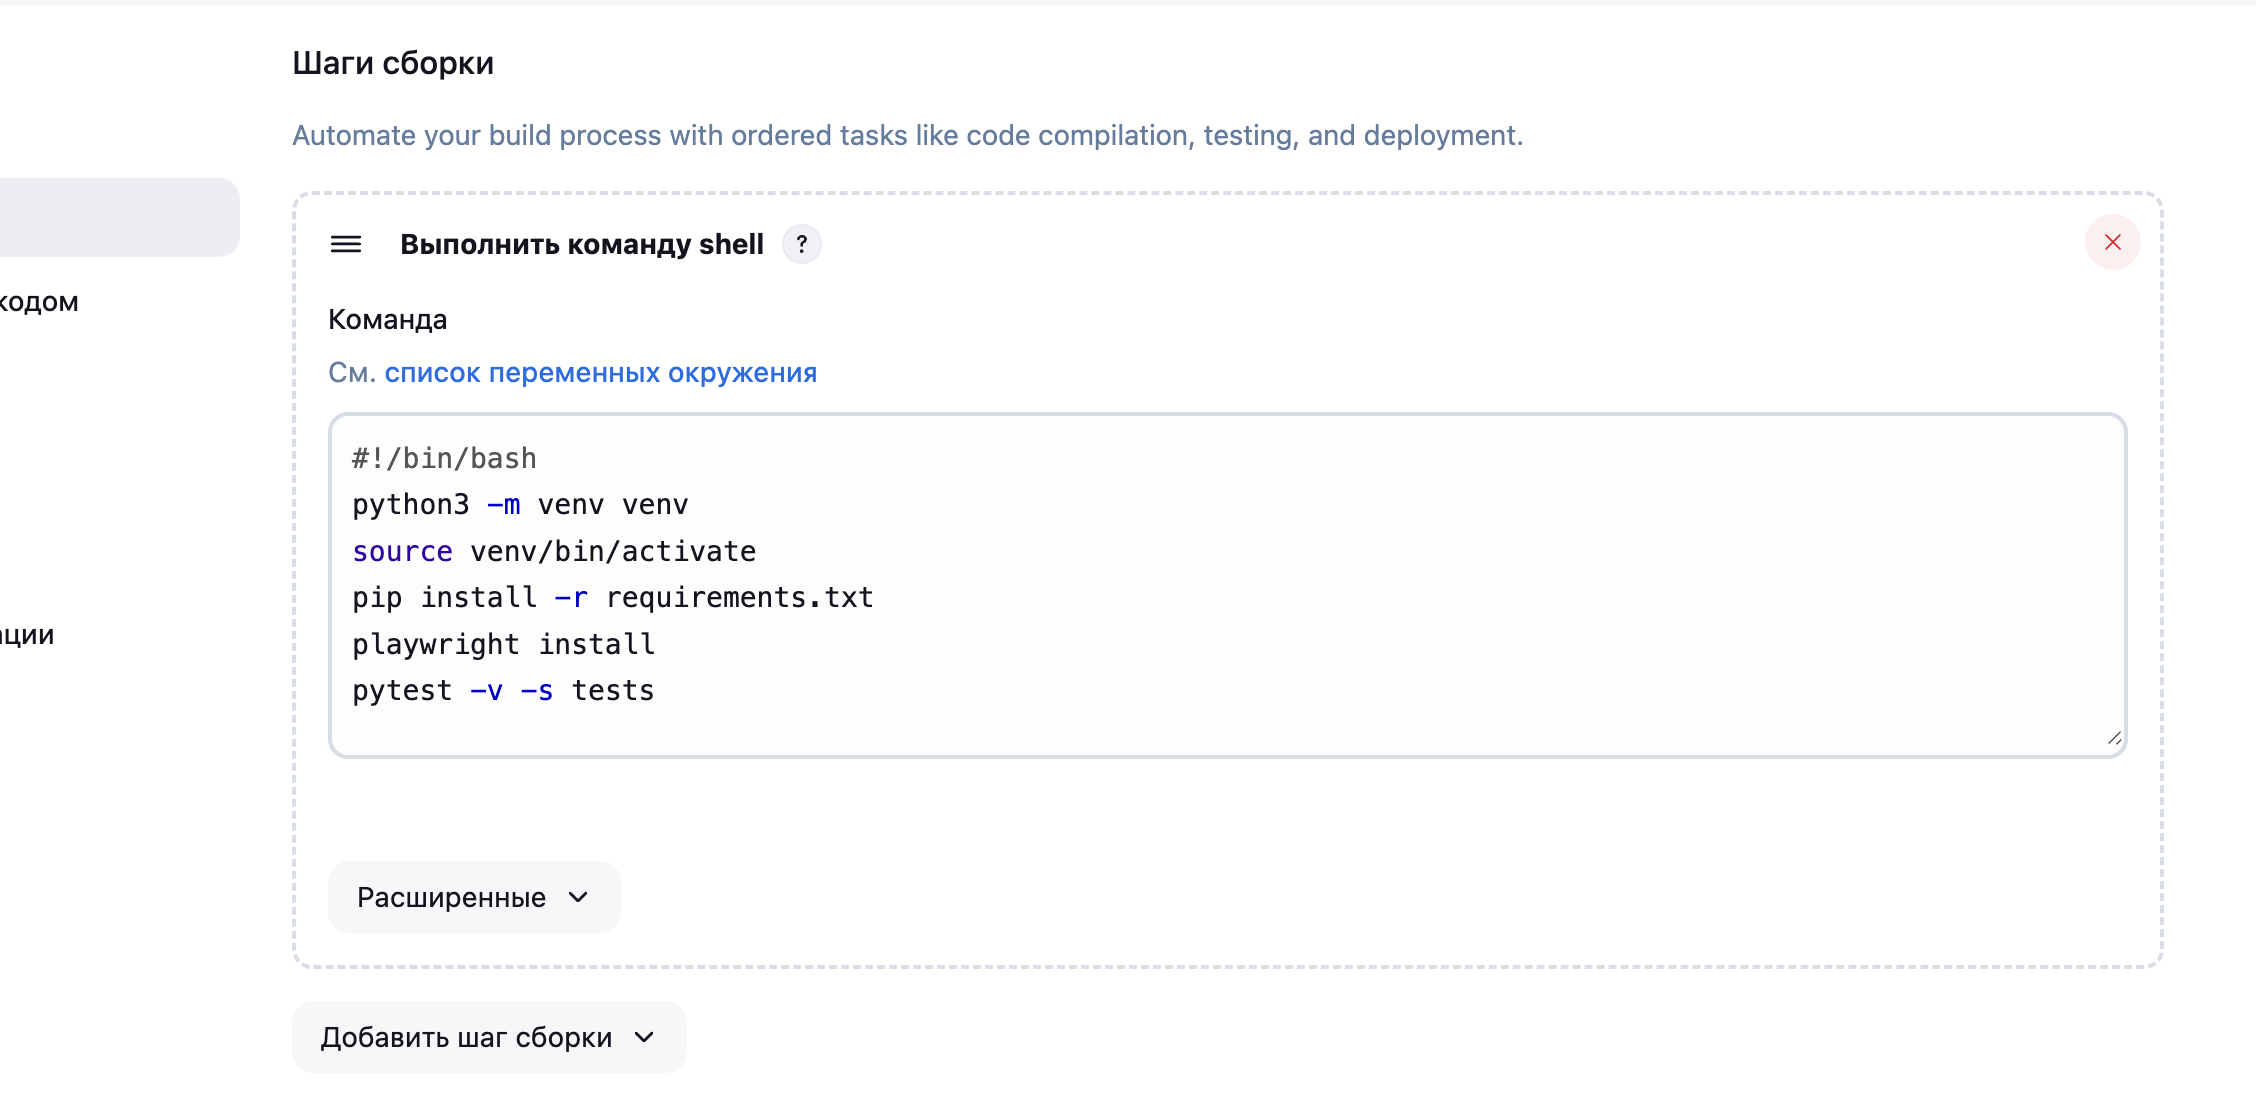 Шаги сборки
Automate your build process with ordered tasks like code compilation, testing, and deployment.
Выполнить команду shell ?
кодом
Команда
См. список переменных окружения
#!/bin/bash
python3 -m venv venv
source venv/bin/activate
pip install -r requirements.txt
ции
playwright install
pytest -v -s tests
Расширенные
Добавить шаг сборки